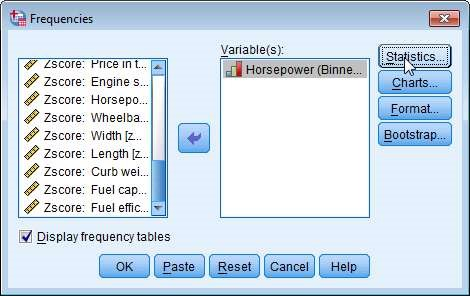 Frequencies
Variable(s):
Zscore: Price in t...
Zscore: Engine s...
Zscore: Horsepo...
Zscore: Wheelba...
Zscore: Width [z...
Zscore: Length [z...
Zscore: Curb wei...
Zscore: Fuel cap...
Zscore: Fuel effic...
Horsepower (Binne...
Statistics...
Charts...
Format...
Bootstrap...
Display frequency tables
OK Paste Reset Cancel Help